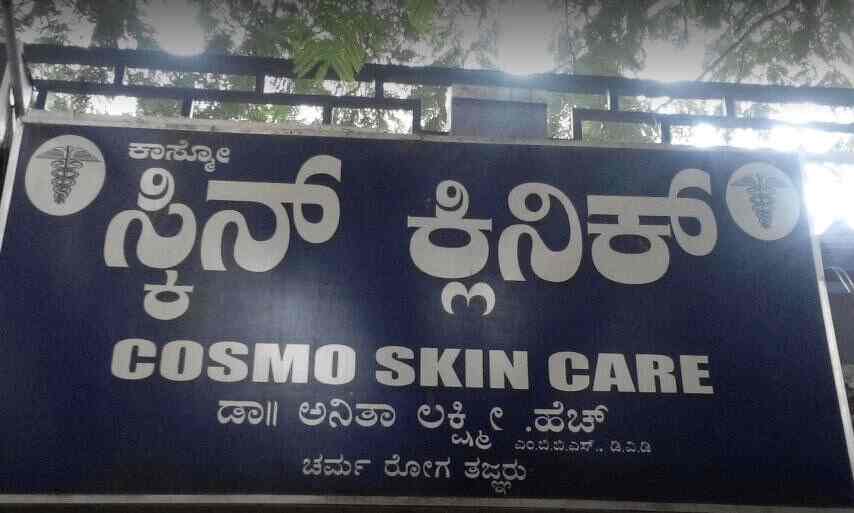 ಕಾಸ್ಮೋ
ಸ್ಕಿನ್ ಕ್ಲಿನಿಕ್
COSMO SKIN CARE
ಡಾ॥ ಅನಿತಾ ಲಕ್ಷ್ಮೀ .ಹೆಚ್
ಎಂ.ಬಿ.ಬಿ.ಎಸ್., ಡಿ.ವಿ.ಡಿ
ಚರ್ಮ ರೋಗ ತಜ್ಞರು